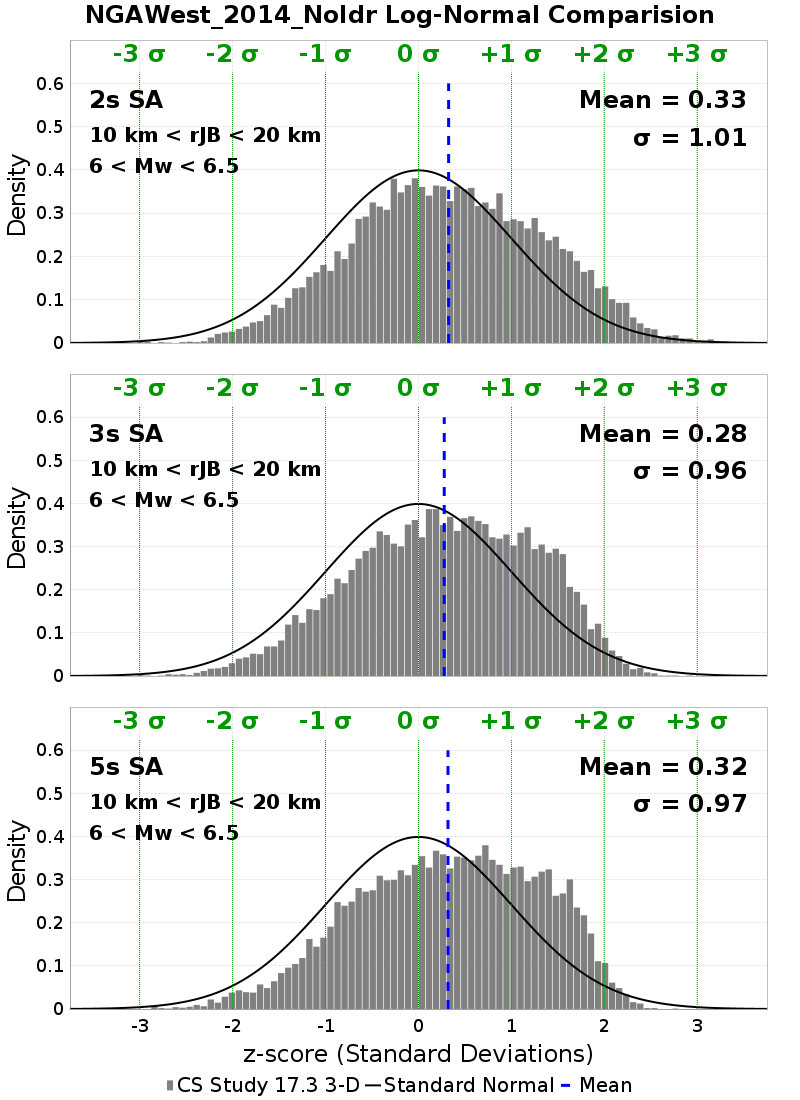 NGAWest_2014_NoIdr Log-Normal Comparision
-3 σ -2 σ -1 σ 0 σ +1 σ +2 σ +3 σ
0.6
2s SA Mean = 0.33
0.5
10 km < rJB < 20 km σ = 1.01
0.4
6 < Mw < 6.5
0.3
Density
0.2
0.1
0
-3 σ -2 σ -1 σ 0 σ +1 σ +2 σ +3 σ
0.6
3s SA Mean = 0.28
0.5
10 km < rJB < 20 km σ = 0.96
0.4
6 < Mw < 6.5
0.3
Density
0.2
0.1
0
-3 σ -2 σ -1 σ 0 σ +1 σ +2 σ +3 σ
0.6
5s SA Mean = 0.32
0.5
10 km < rJB < 20 km σ = 0.97
0.4
6 < Mw < 6.5
0.3
Density
0.2
0.1
0
-3 -2 -1 0 1 2 3
z-score (Standard Deviations)
CS Study 17.3 3-D Standard Normal Mean